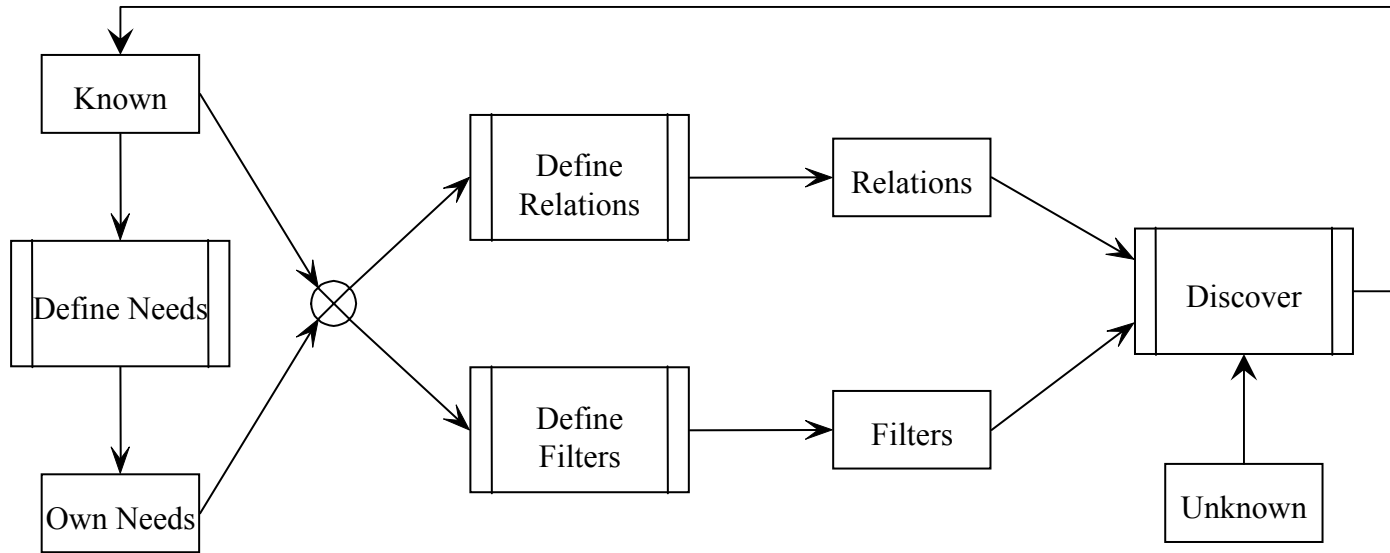 Known
Define
Relations
Relations
Define Needs
Discover
Define
Filters
Filters
Own Needs
Unknown